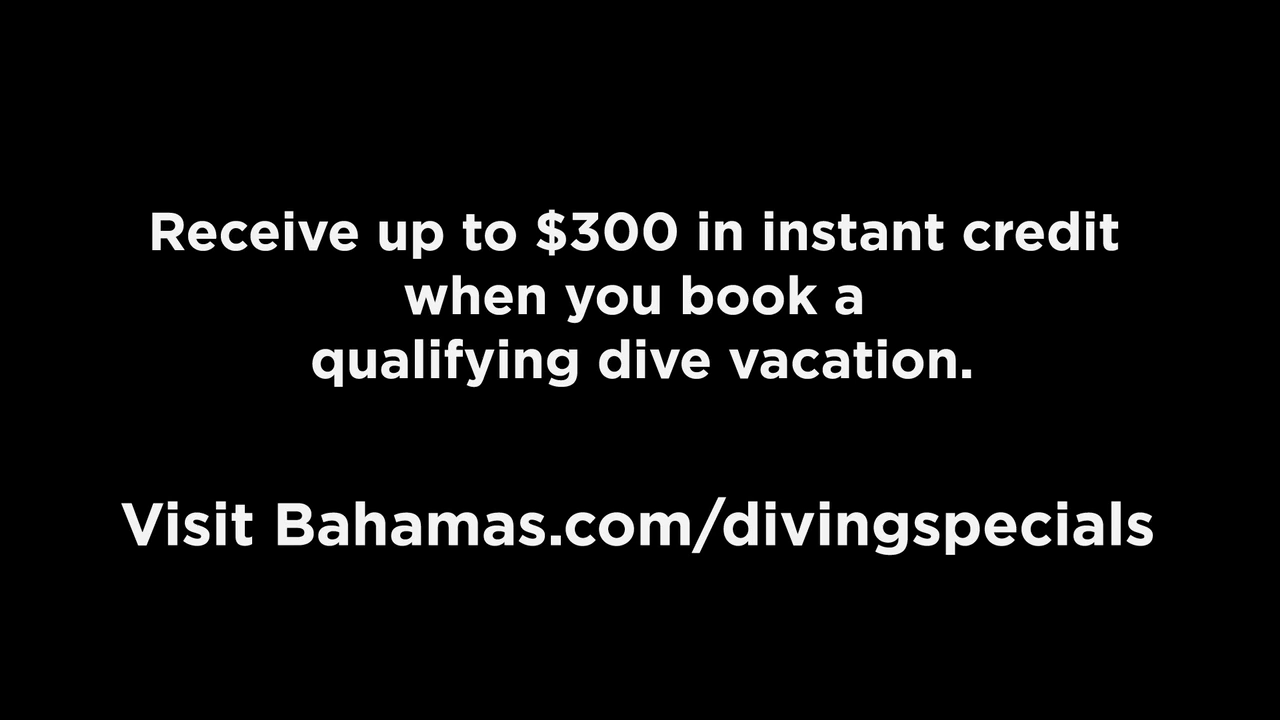 Receive up to $300 in instant credit
when you book a
qualifying dive vacation.
Visit Bahamas.com/divingspecials